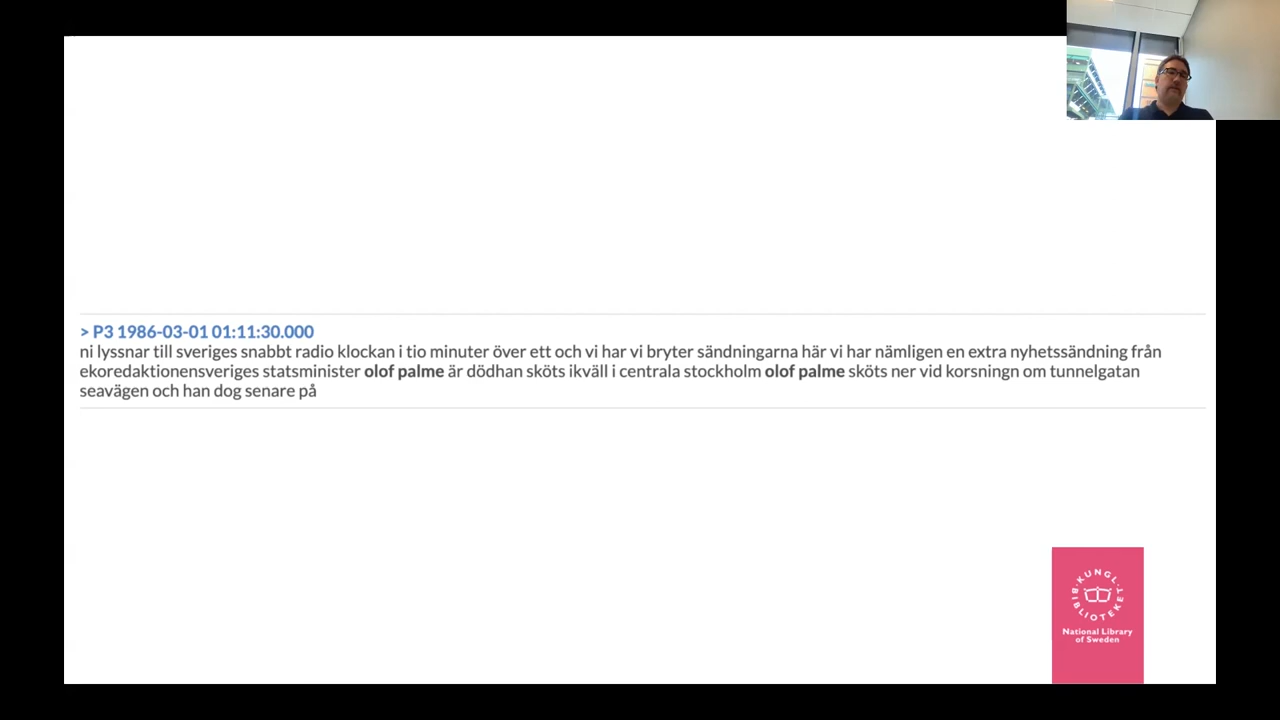 > P3 1986-03-01 01:11:30.000
ni lyssnar till sveriges snabbt radio klockan i tio minuter över ett och vi har vi bryter sändningarna här vi har nämligen en extra nyhetssändning från
ekoredaktionensveriges statsminister olof palme är dödhan sköts ikväll i centrala stockholm olof palme sköts ner vid korsningn om tunnelgatan
seavägen och han dog senare på
KUNGL
BIBLIOTEKET
National Library
of Sweden